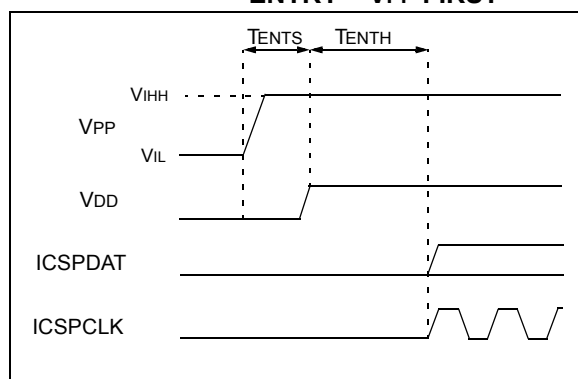 ENTRY – VPP FIRST
TENTS TENTH
VIHH
VPP
VIL
VDD
ICSPDAT
ICSPCLK